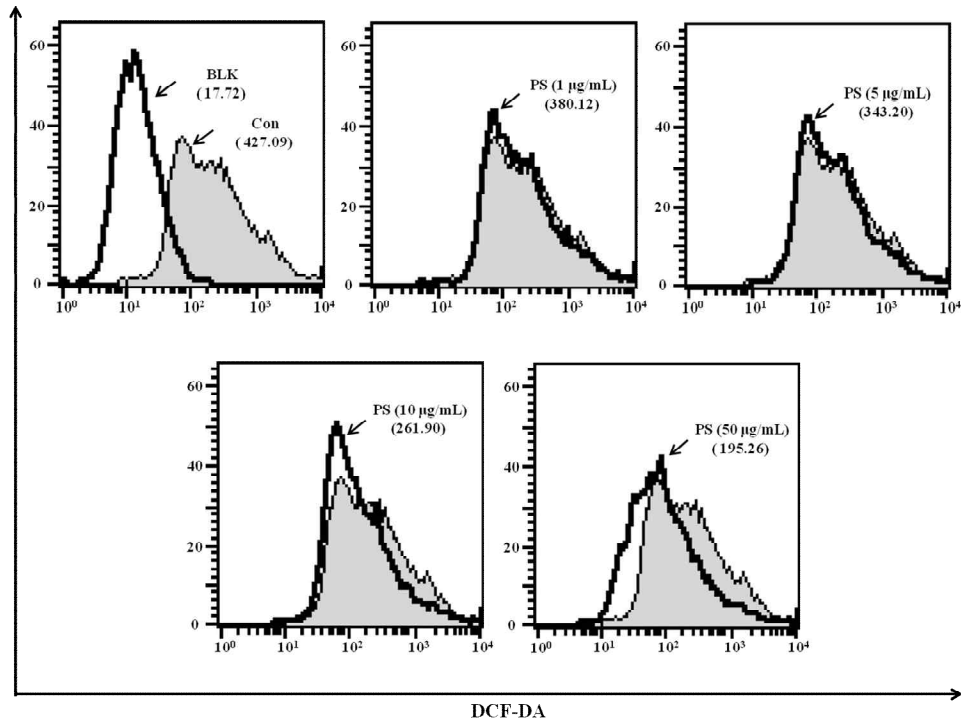 60
40
20
0
BLK
(17.72)
Con
(427.09)
10⁰ 10¹ 10² 10³ 10⁴
60
40
20
0
PS (1 µg/mL)
(380.12)
10⁰ 10¹ 10² 10³ 10⁴
60
40
20
0
PS (5 µg/mL)
(343.20)
10⁰ 10¹ 10² 10³ 10⁴
60
40
20
0
PS (10 µg/mL)
(261.90)
10⁰ 10¹ 10² 10³ 10⁴
60
40
20
0
PS (50 µg/mL)
(195.26)
10⁰ 10¹ 10² 10³ 10⁴
DCF-DA